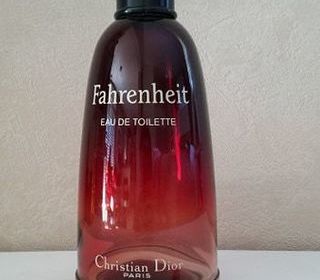 Fahrenheit
EAU DE TOILETTE
Christian Dior
PARIS